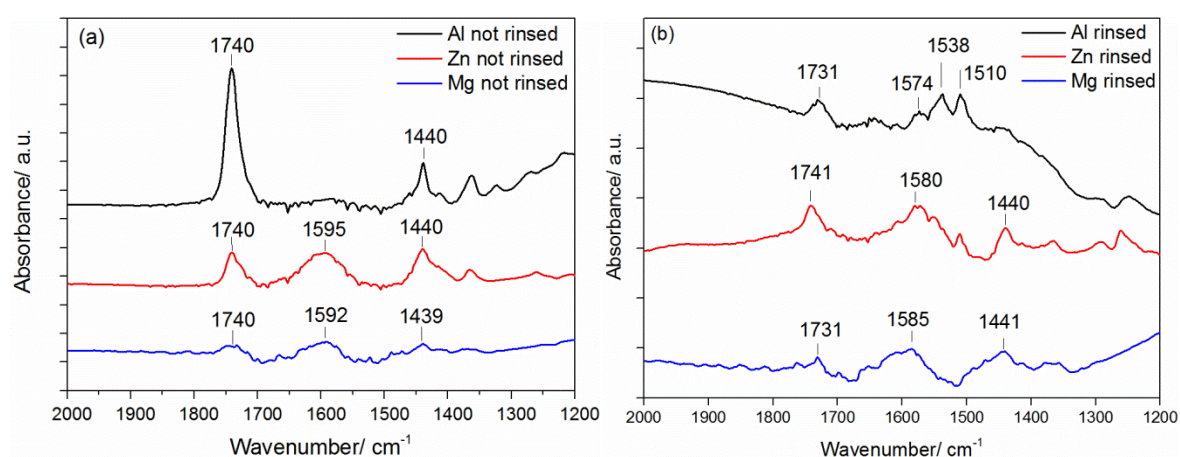 (a)
Al not rinsed
Zn not rinsed
Mg not rinsed
1740
1440
1740
1595
1440
1740
1592
1439
Absorbance/ a.u.
2000 1900 1800 1700 1600 1500 1400 1300 1200
Wavenumber/ cm⁻¹
(b)
Al rinsed
Zn rinsed
Mg rinsed
1731
1574
1538
1510
1741
1580
1440
1731
1585
1441
Absorbance/ a.u.
2000 1900 1800 1700 1600 1500 1400 1300 1200
Wavenumber/ cm⁻¹